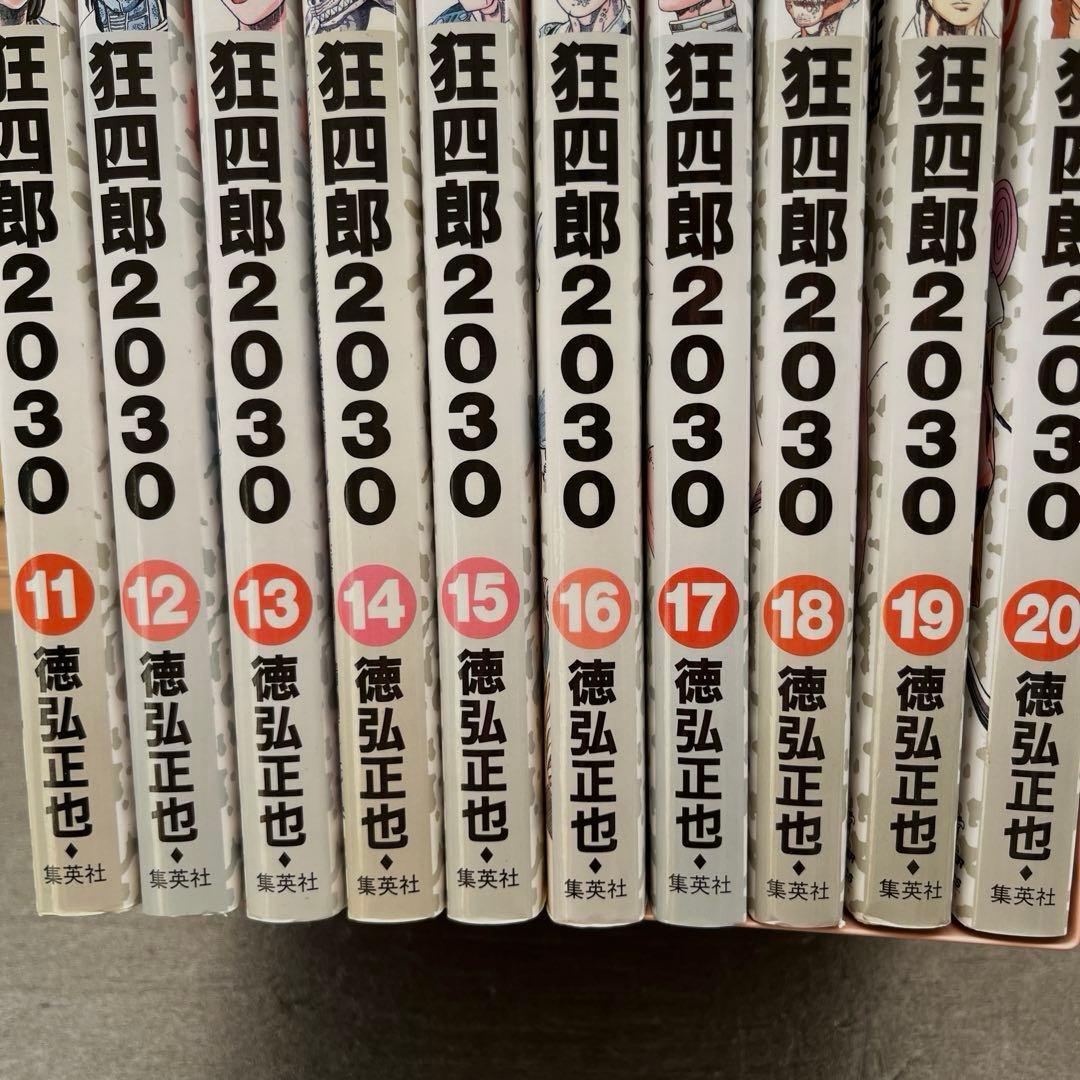 狂四郎2030 11 徳弘正也 集英社
狂四郎2030 12 徳弘正也 集英社
狂四郎2030 13 徳弘正也 集英社
狂四郎2030 14 徳弘正也 集英社
狂四郎2030 15 徳弘正也 集英社
狂四郎2030 16 徳弘正也 集英社
狂四郎2030 17 徳弘正也 集英社
狂四郎2030 18 徳弘正也 集英社
狂四郎2030 19 徳弘正也 集英社
狂四郎2030 20 徳弘正也 集英社